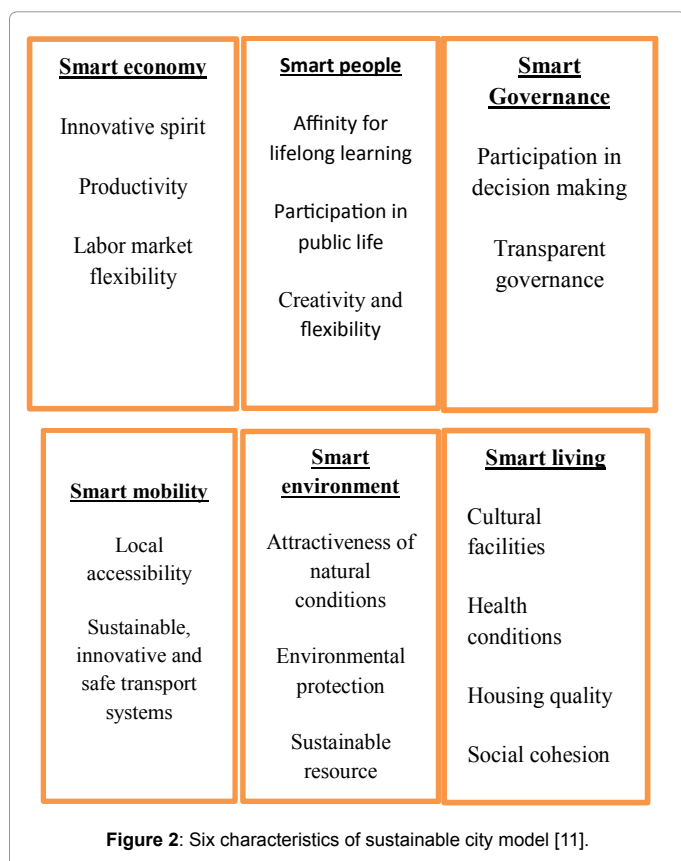 Smart economy
Innovative spirit
Productivity
Labor market
flexibility
Smart people
Affinity for
lifelong learning
Participation in
public life
Creativity and
flexibility
Smart
Governance
Participation in
decision making
Transparent
governance
Smart mobility
Local
accessibility
Sustainable,
innovative and
safe transport
systems
Smart
environment
Attractiveness of
natural
conditions
Environmental
protection
Sustainable
resource
Smart living
Cultural
facilities
Health
conditions
Housing quality
Social cohesion
Figure 2: Six characteristics of sustainable city model [11].